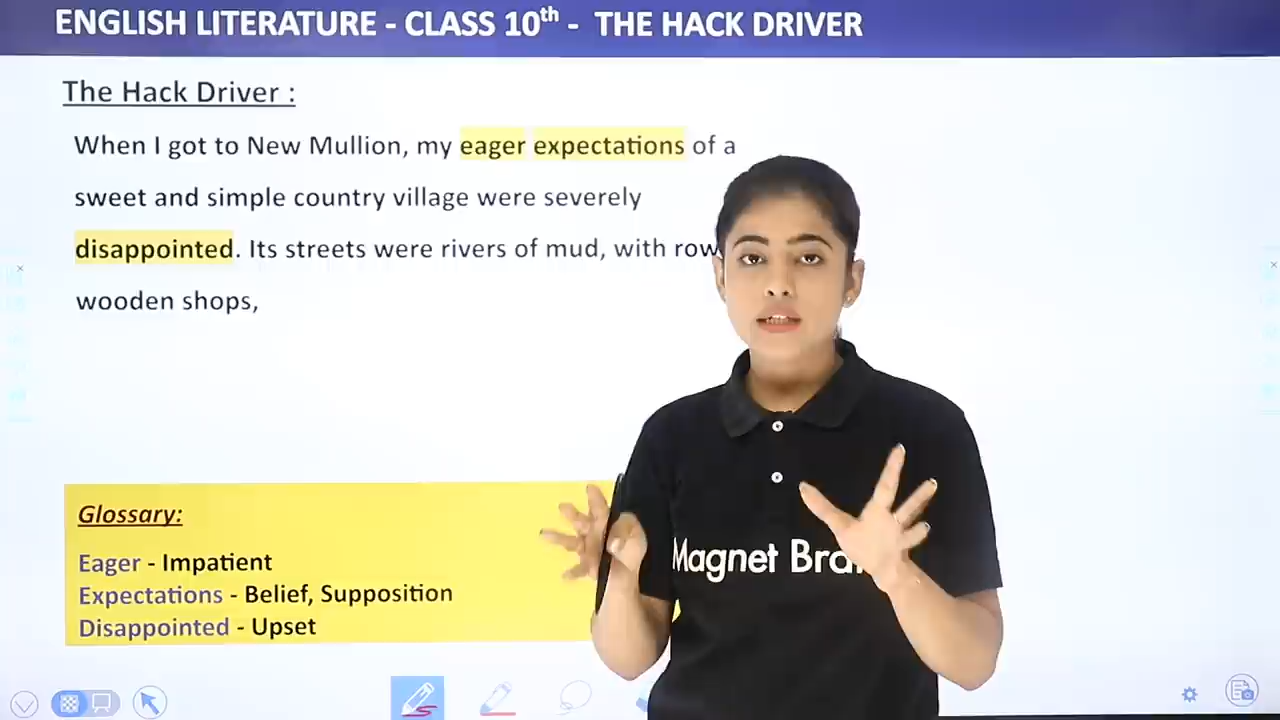 ENGLISH LITERATURE - CLASS 10th - THE HACK DRIVER
The Hack Driver :
When I got to New Mullion, my eager expectations of a
sweet and simple country village were severely
disappointed. Its streets were rivers of mud, with row
wooden shops,
Magnet Bra
Glossary:
Eager - Impatient
Expectations - Belief, Supposition
Disappointed - Upset